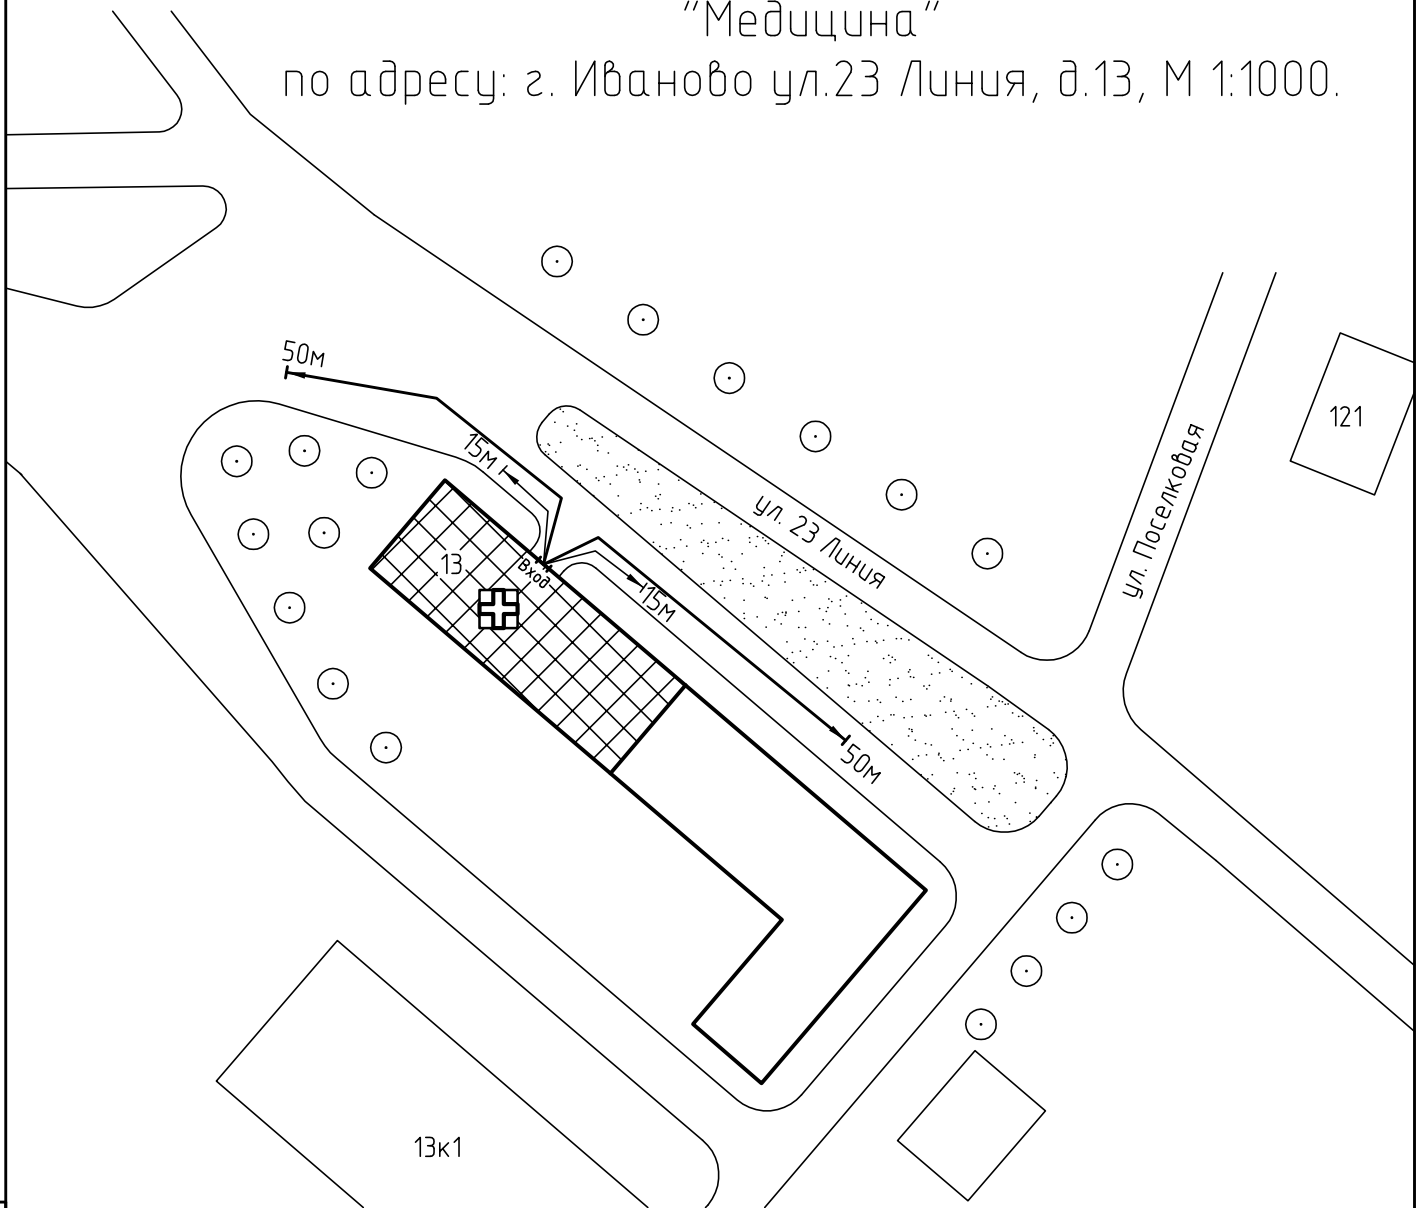 "Медицина"
по адресу: г. Иваново ул.23 Линия, д.13, М 1:1000.
50м
15м
121
ул. Поселковая
ул. 23 Линия
13
Вход
15м
50м
13к1